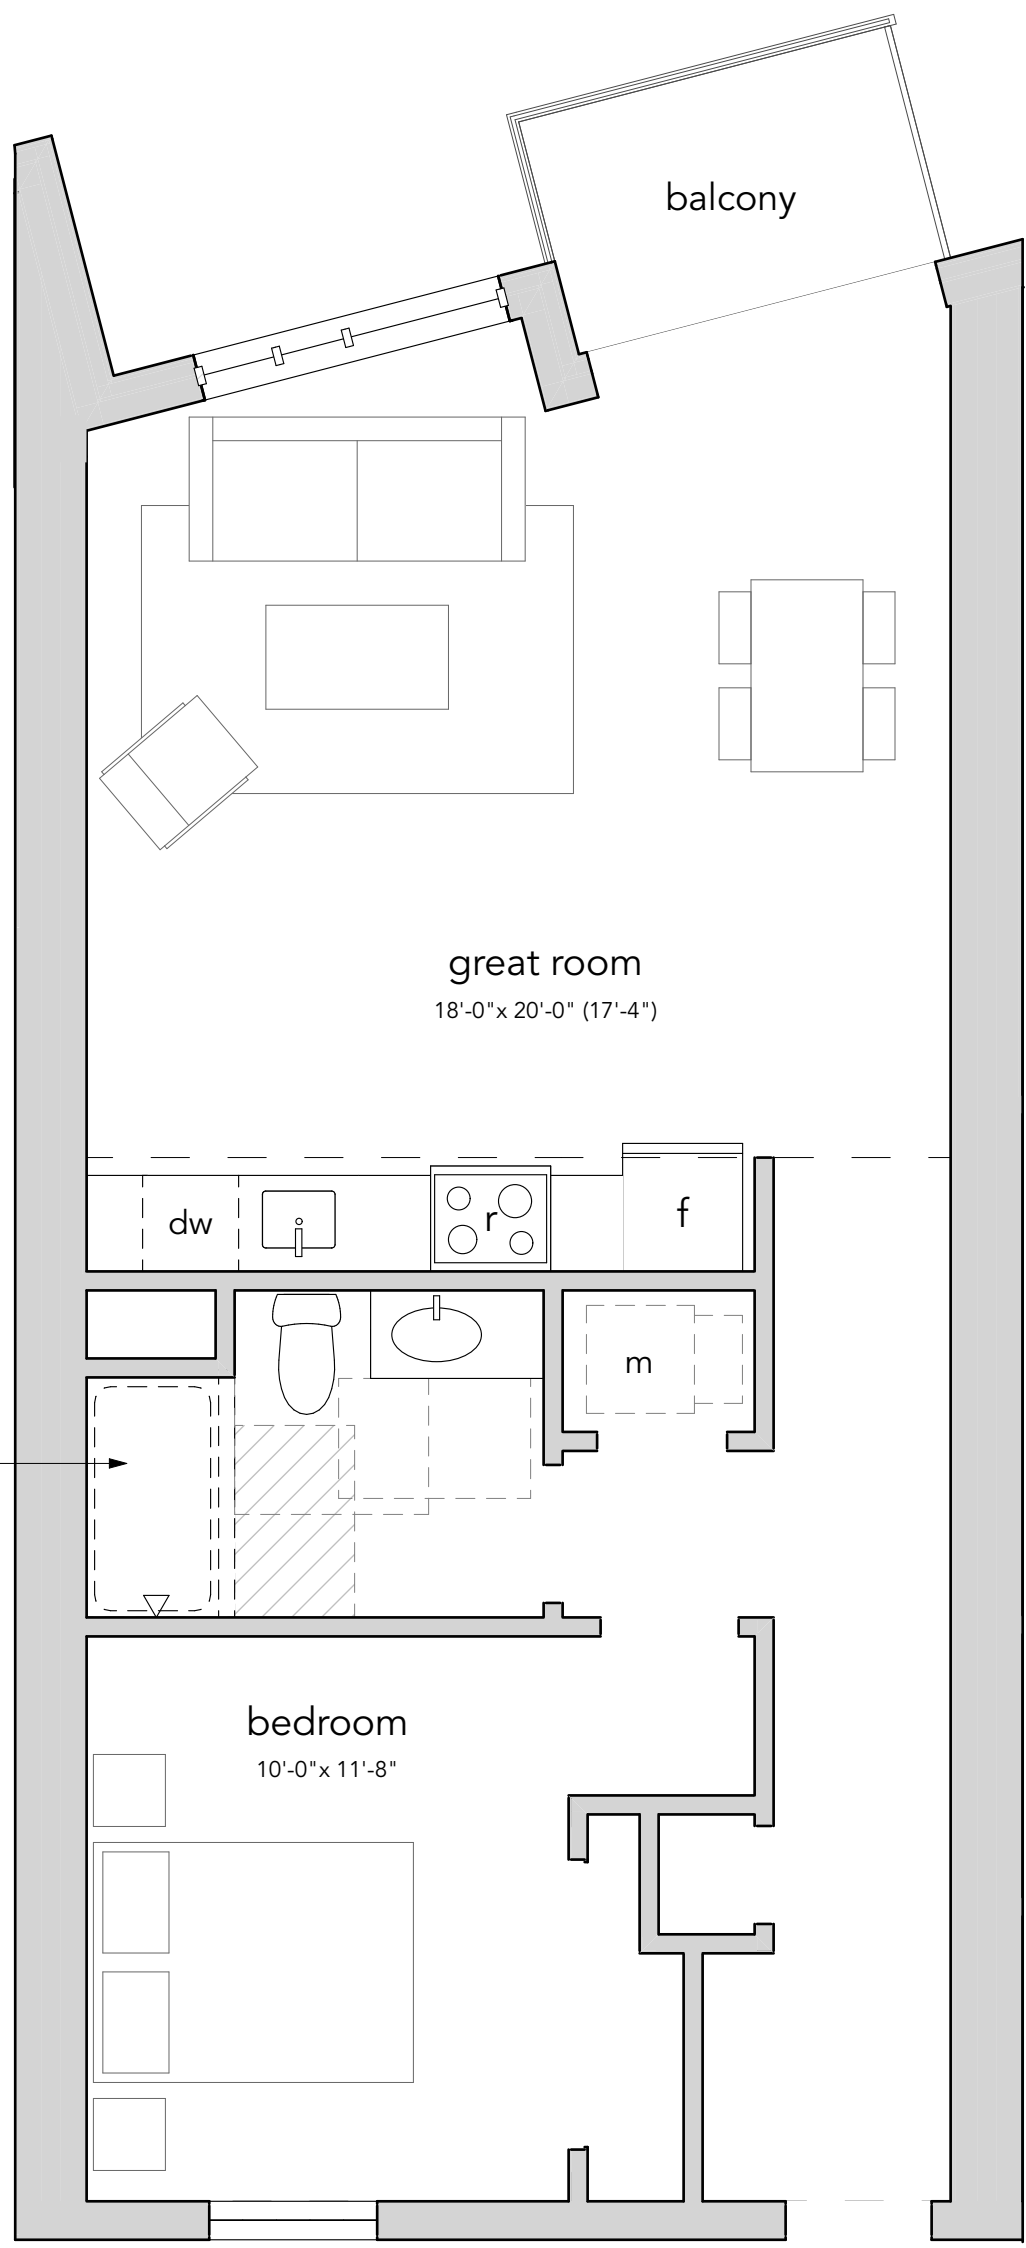 balcony
great room
18'-0"x 20'-0" (17'-4")
dw
r
f
m
bedroom
10'-0"x 11'-8"